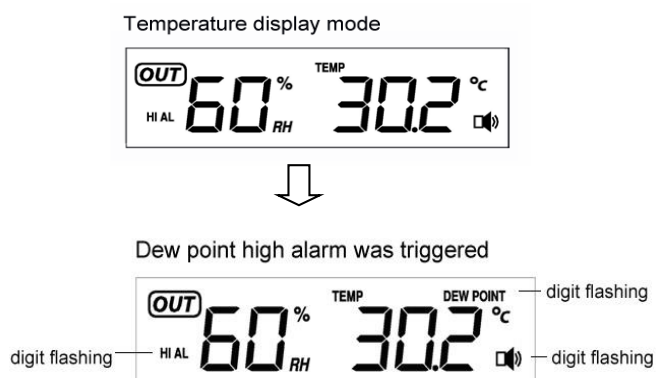 Temperature display mode
OUT 60 % TEMP 30.2 °C
HI AL RH
Dew point high alarm was triggered
OUT 60 % TEMP 30.2 DEW POINT °C digit flashing
digit flashing HI AL RH digit flashing